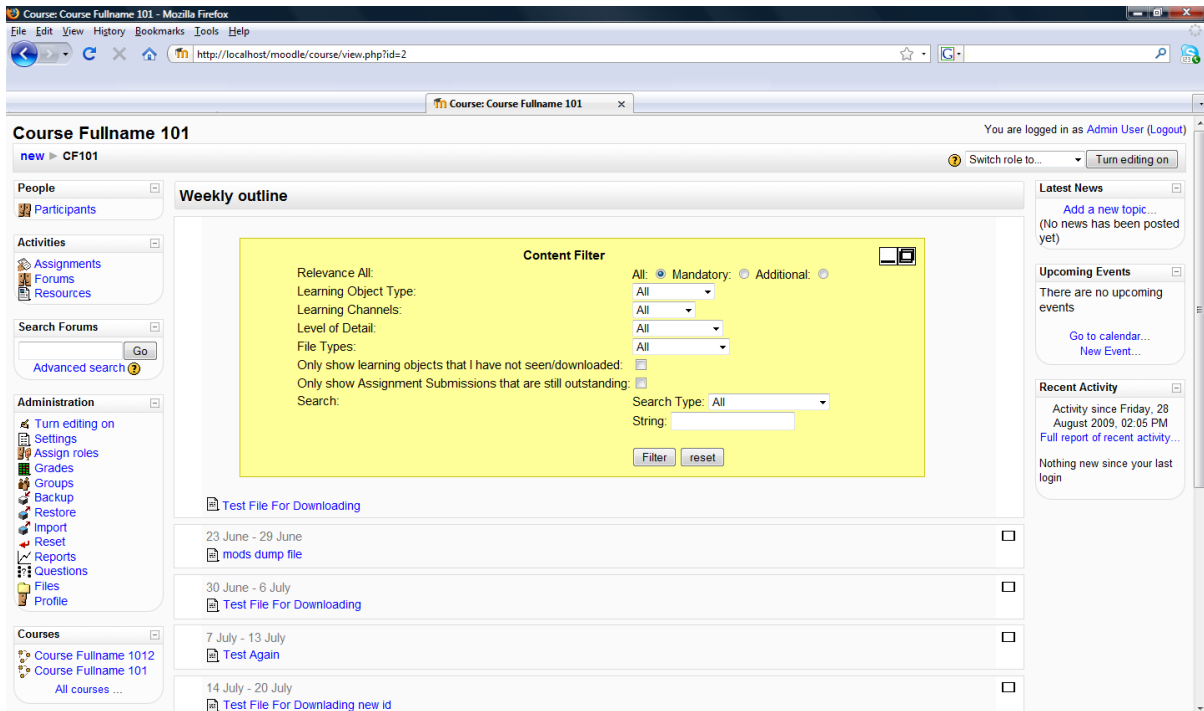 Course: Course Fullname 101 - Mozilla Firefox
File Edit View History Bookmarks Tools Help
http://localhost/moodle/course/view.php?id=2
G
Course: Course Fullname 101
Course Fullname 101
You are logged in as Admin User (Logout)
new ► CF101
Switch role to...
Turn editing on
People
Participants
Activities
Assignments
Forums
Resources
Search Forums
Go
Advanced search
Administration
Turn editing on
Settings
Assign roles
Grades
Groups
Backup
Restore
Import
Reset
Reports
Questions
Files
Profile
Courses
Course Fullname 1012
Course Fullname 101
All courses ...
Weekly outline
Content Filter
Relevance All: All: Mandatory: Additional:
Learning Object Type: All
Learning Channels: All
Level of Detail: All
File Types: All
Only show learning objects that I have not seen/downloaded:
Only show Assignment Submissions that are still outstanding:
Search: Search Type: All
String:
Filter reset
Test File For Downloading
23 June - 29 June
mods dump file
30 June - 6 July
Test File For Downloading
7 July - 13 July
Test Again
14 July - 20 July
Test File For Downlading new id
Latest News
Add a new topic...
(No news has been posted
yet)
Upcoming Events
There are no upcoming
events
Go to calendar...
New Event...
Recent Activity
Activity since Friday, 28
August 2009, 02:05 PM
Full report of recent activity...
Nothing new since your last
login